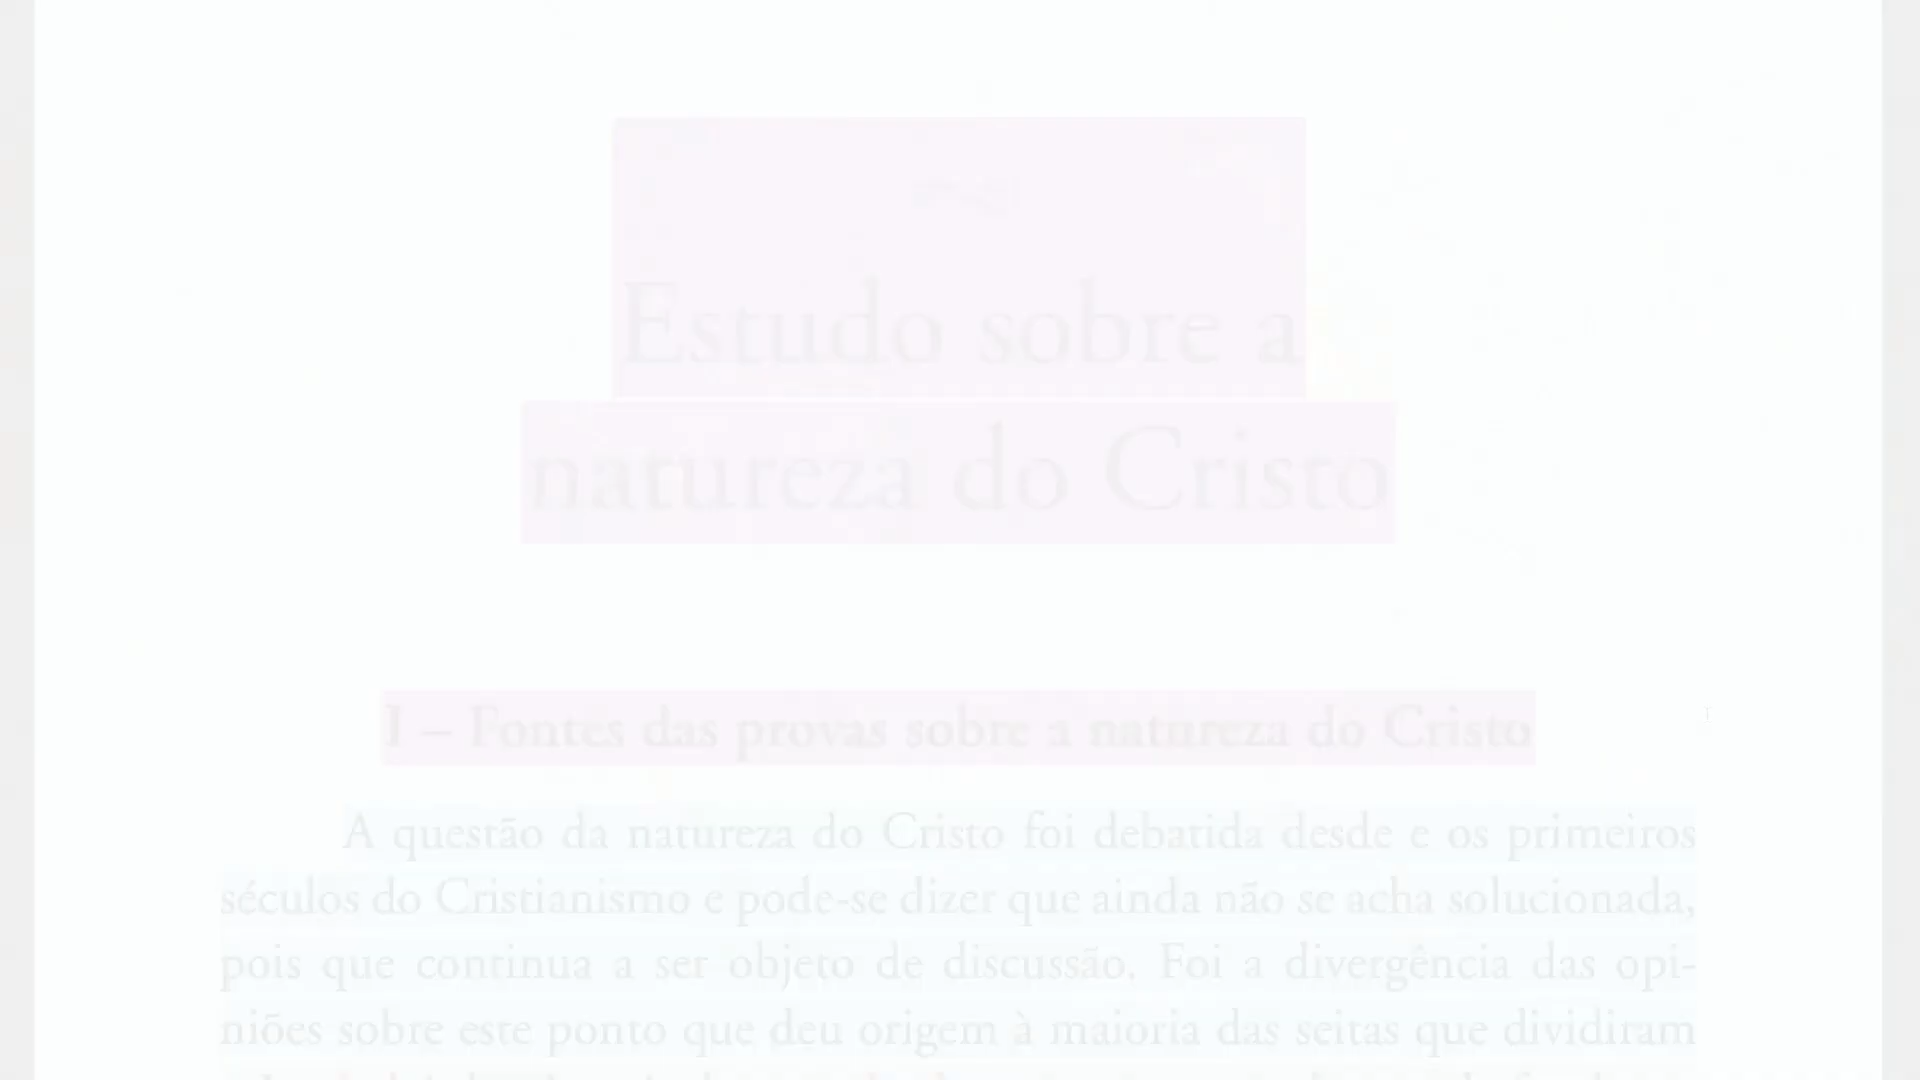 Estudo sobre a
natureza do Cristo
I – Fontes das provas sobre a natureza do Cristo
A questão da natureza do Cristo foi debatida desde e os primeiros
séculos do Cristianismo e pode-se dizer que ainda não se acha solucionada,
pois que continua a ser objeto de discussão. Foi a divergência das opi-
niões sobre este ponto que deu origem à maioria das seitas que dividiram